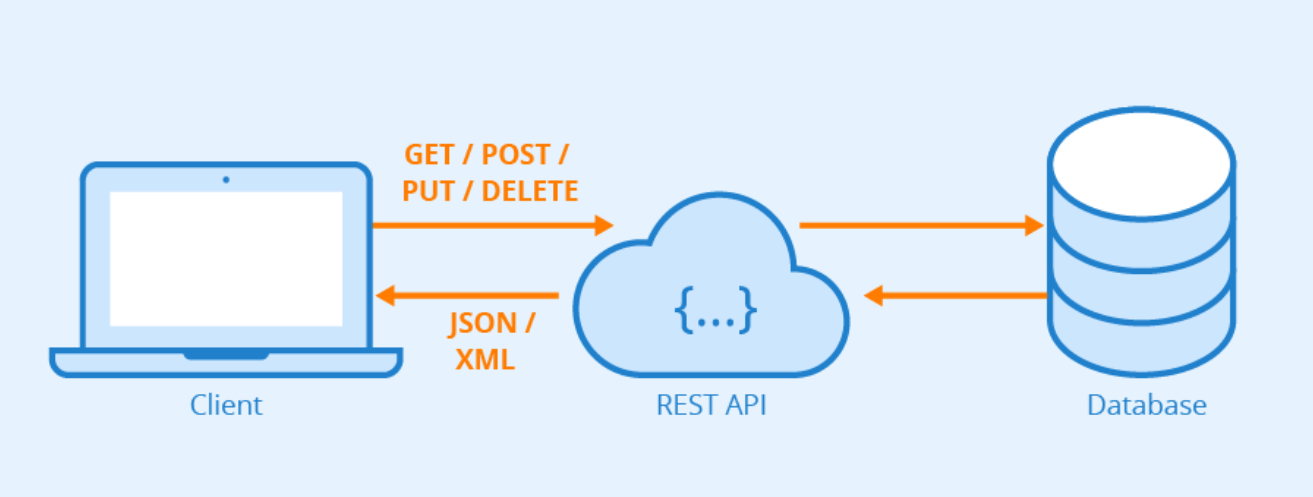 GET / POST /
PUT / DELETE
JSON /
XML
{...}
Client
REST API
Database